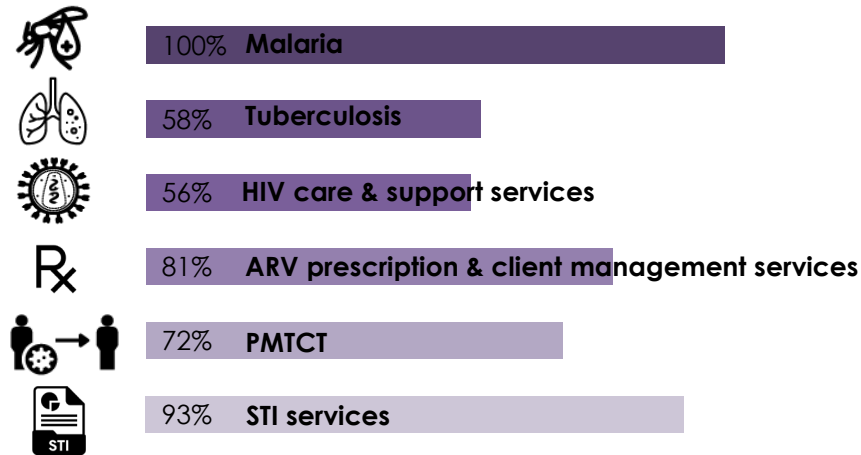 100% Malaria
58% Tuberculosis
56% HIV care & support services
Rx
81% ARV prescription & client management services
72% PMTCT
93% STI services
STI